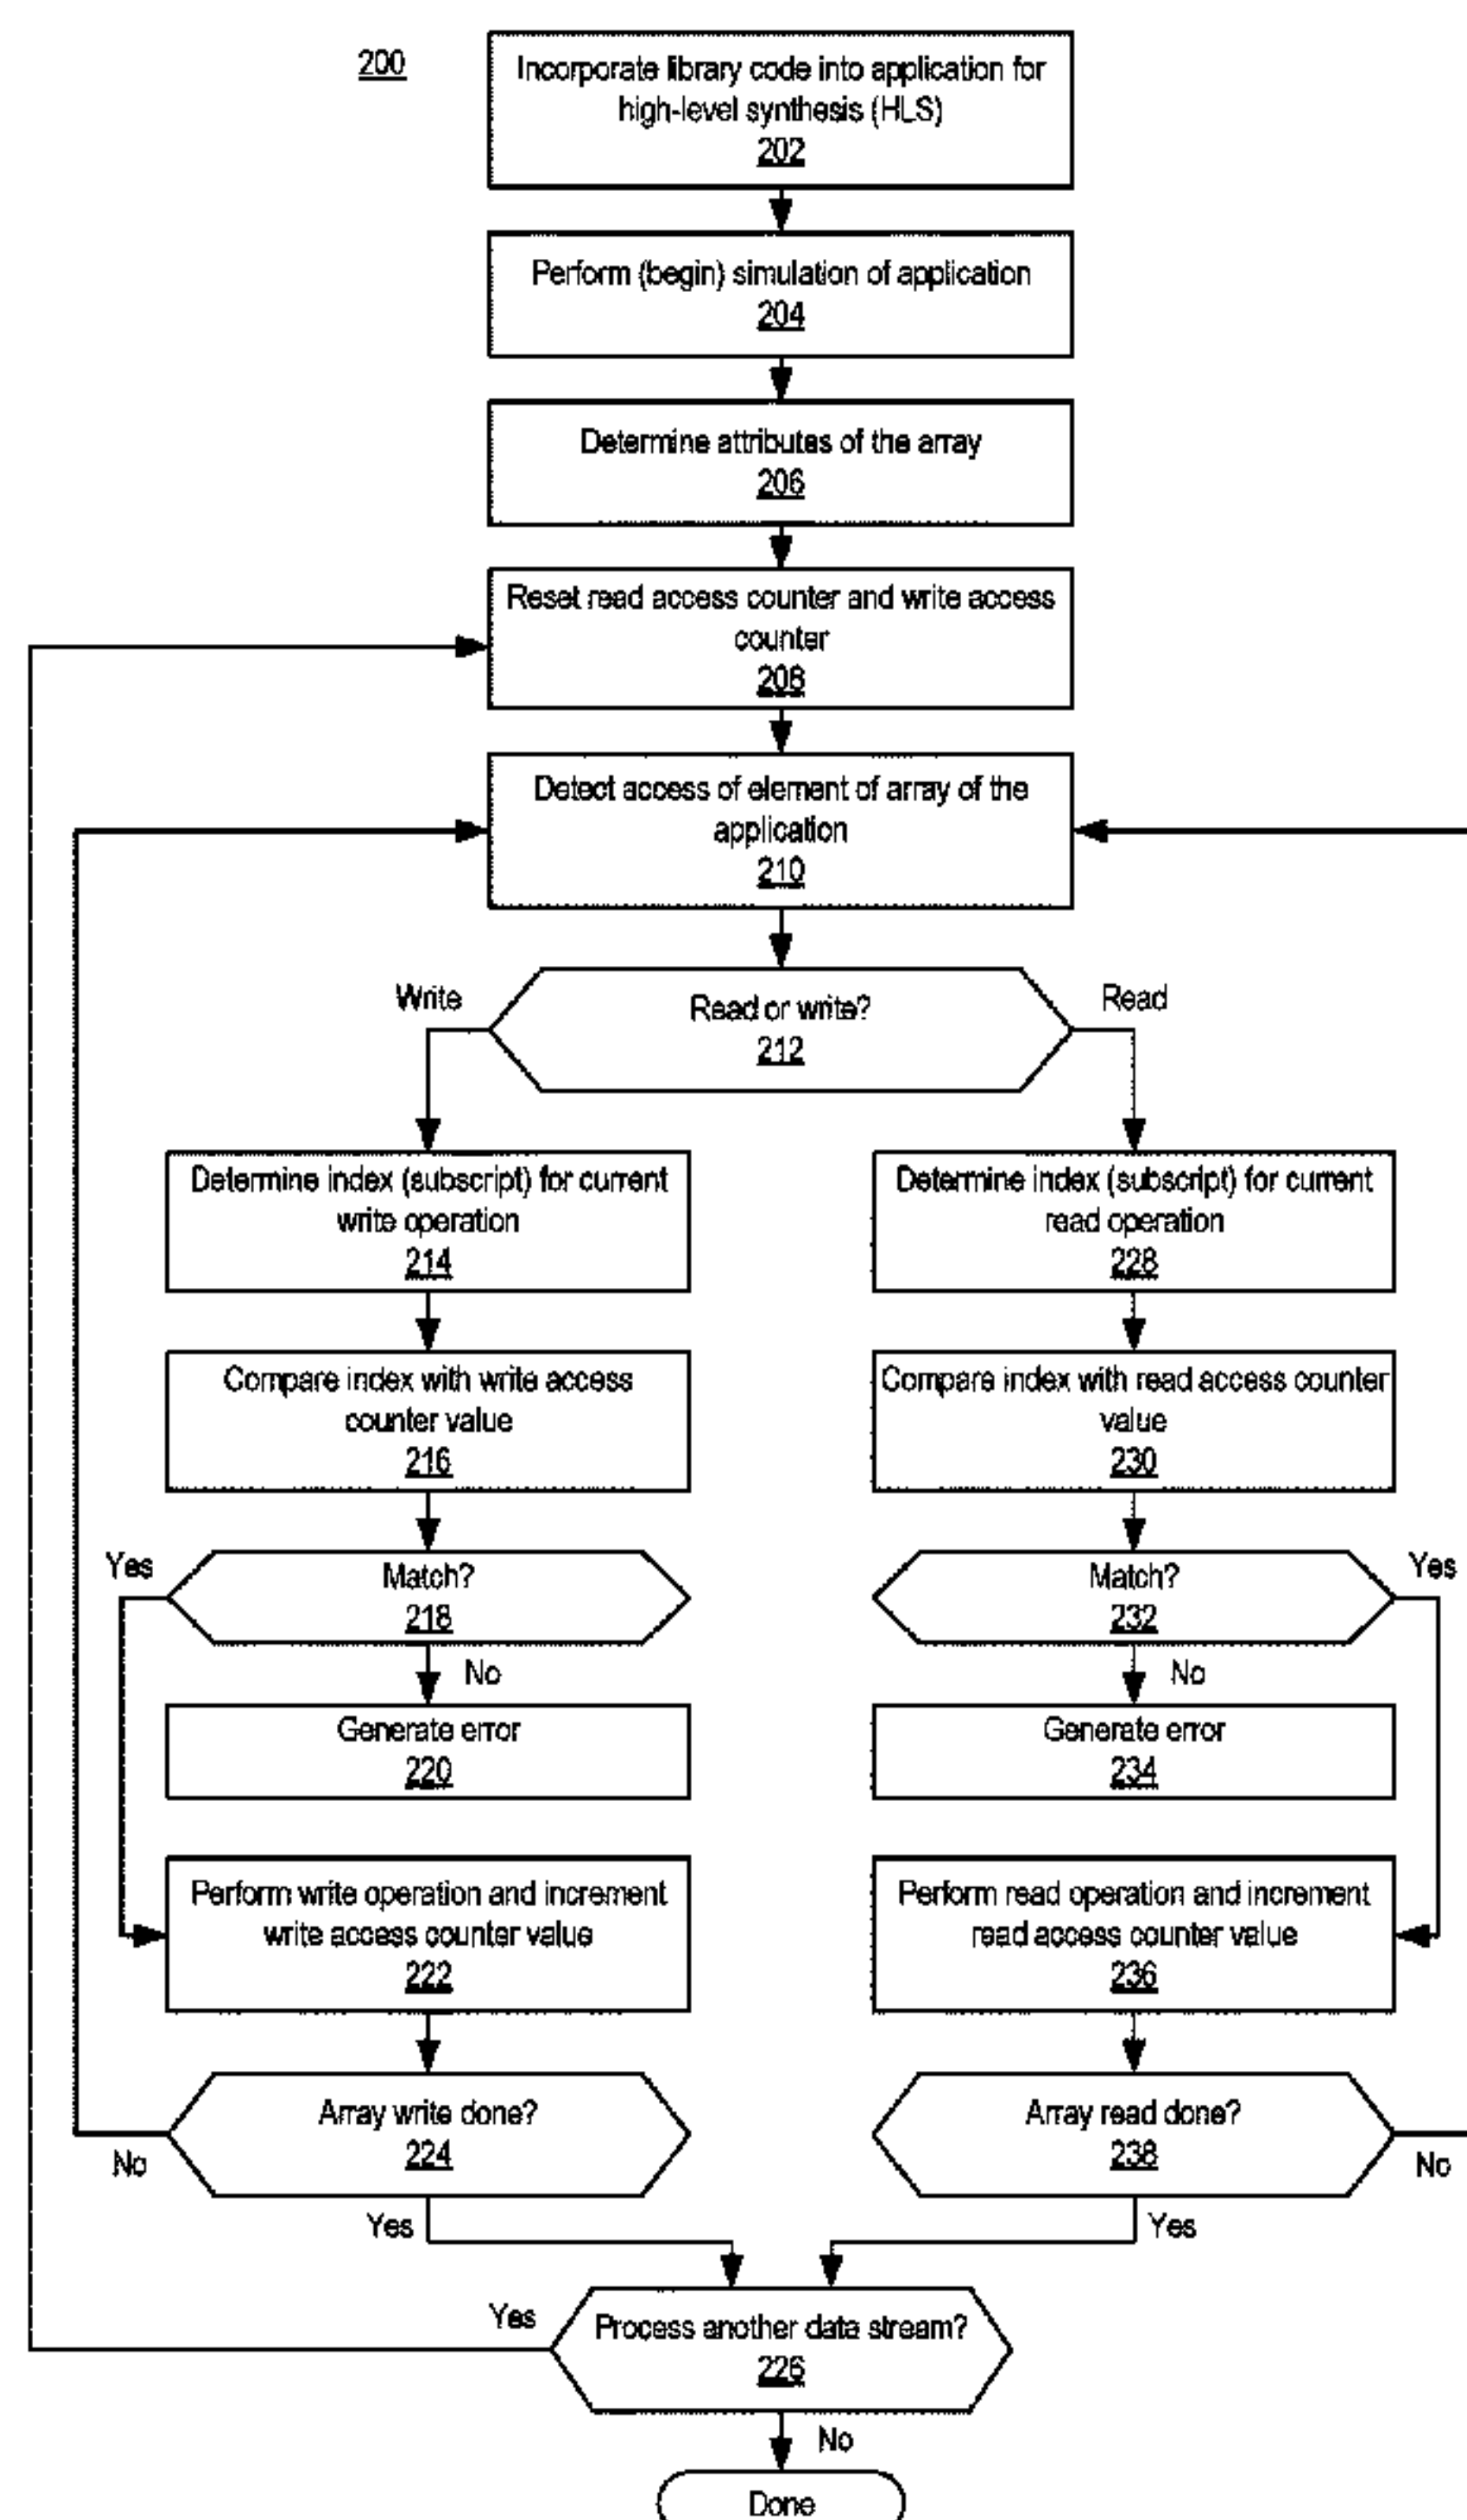 200
Incorporate library code into application for
high-level synthesis (HLS)
202
Perform (begin) simulation of application
204
Determine attributes of the array
206
Reset read access counter and write access
counter
208
Detect access of element of array of the
application
210
Write
Read or write?
212
Read
Determine index (subscript) for current
write operation
214
Determine index (subscript) for current
read operation
228
Compare index with write access
counter value
216
Compare index with read access counter
value
230
Yes
Match?
218
No
Match?
232
Yes
No
Generate error
220
Generate error
234
Perform write operation and increment
write access counter value
222
Perform read operation and increment
read access counter value
236
Array write done?
224
No
Yes
Array read done?
238
No
Yes
Yes
Process another data stream?
226
No
Done